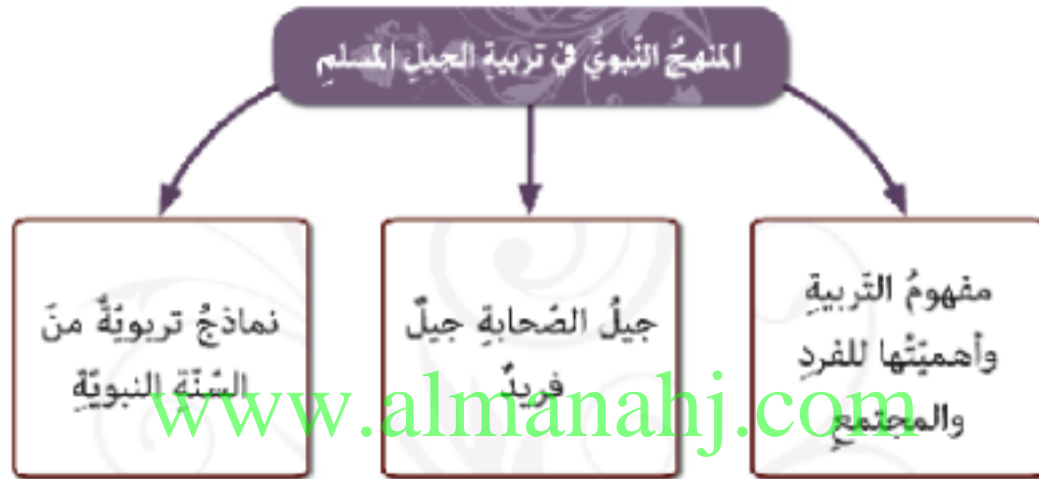 المنهجُ النّبويُّ في تربيةِ الجيلِ المسلمِ
مفهومُ التّربيةِ
وأهميّتُها للفردِ
والمجتمعِ
جيلُ الصّحابةِ جيلٌ
فريدٌ
نماذجُ تربويّةٌ منَ
السّنّةِ النبويّةِ
www.almanahj.com